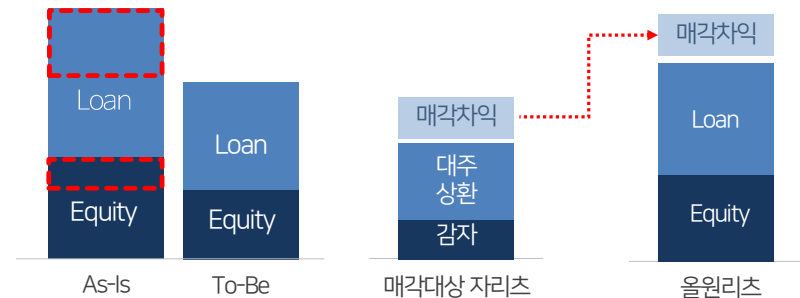 Loan
Equity
As-Is
Loan
Equity
To-Be
매각차익
대주
상환
감자
매각대상 자리츠
매각차익
Loan
Equity
올원리츠